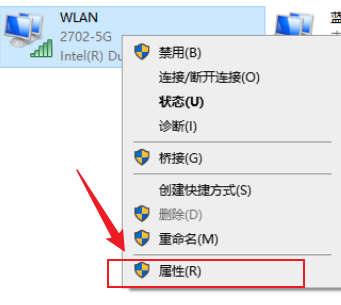 WLAN
2702-5G
Intel(R) Du
禁用(B)
连接/断开连接(O)
状态(U)
诊断(I)
桥接(G)
创建快捷方式(S)
删除(D)
重命名(M)
属性(R)